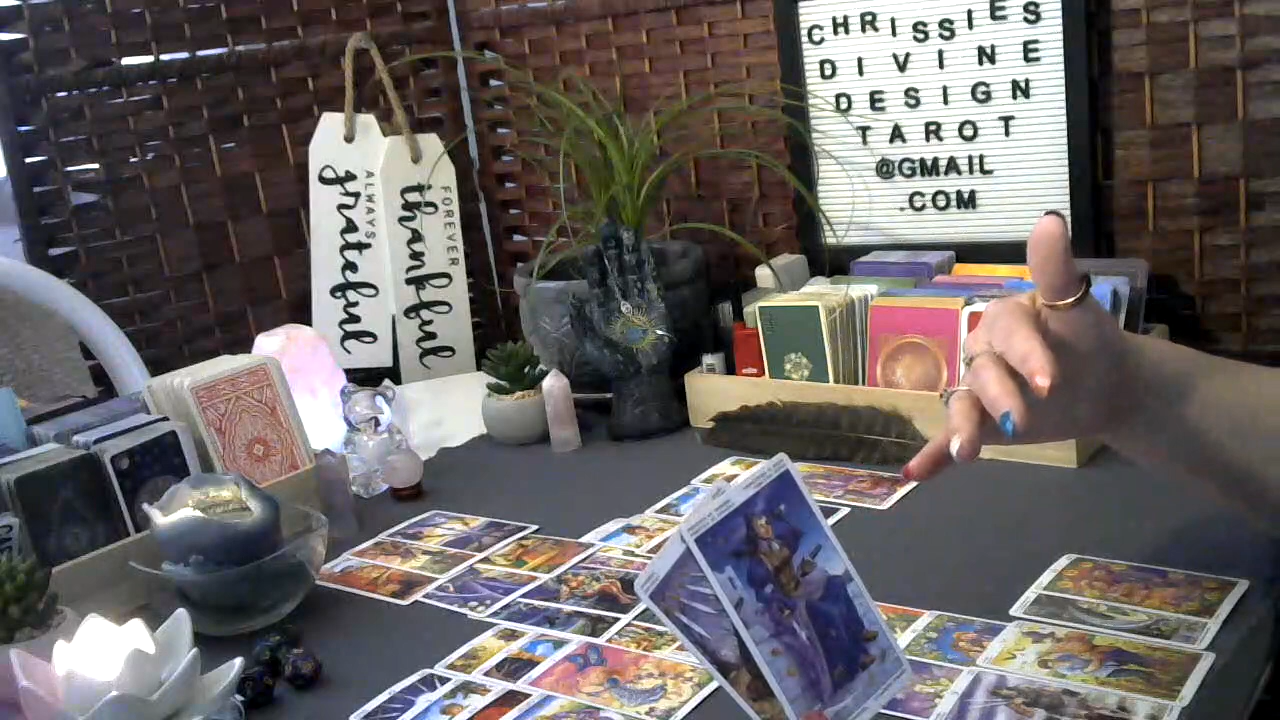 CHRISSIES
DIVINE
DESIGN
TAROT
@GMAIL
.COM
ALWAYS
grateful
FOREVER
thankful